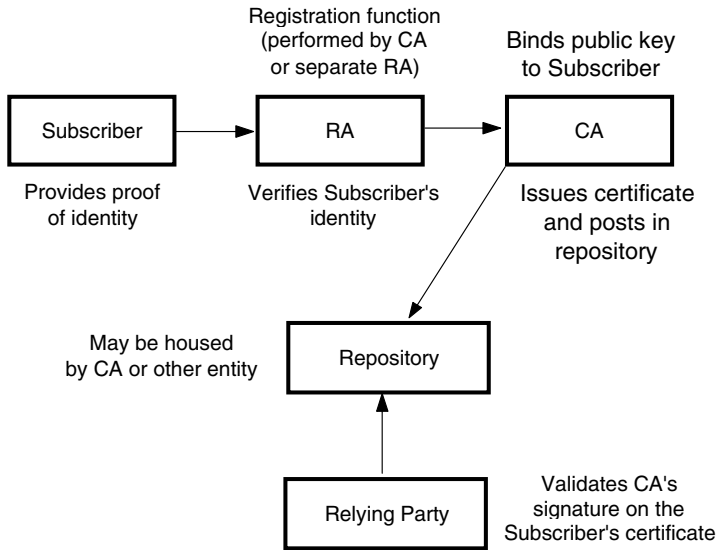 Registration function
(performed by CA
or separate RA)
Binds public key
to Subscriber
Subscriber
RA
CA
Provides proof
of identity
Verifies Subscriber's
identity
Issues certificate
and posts in
repository
May be housed
by CA or other entity
Repository
Relying Party
Validates CA's
signature on the
Subscriber's certificate